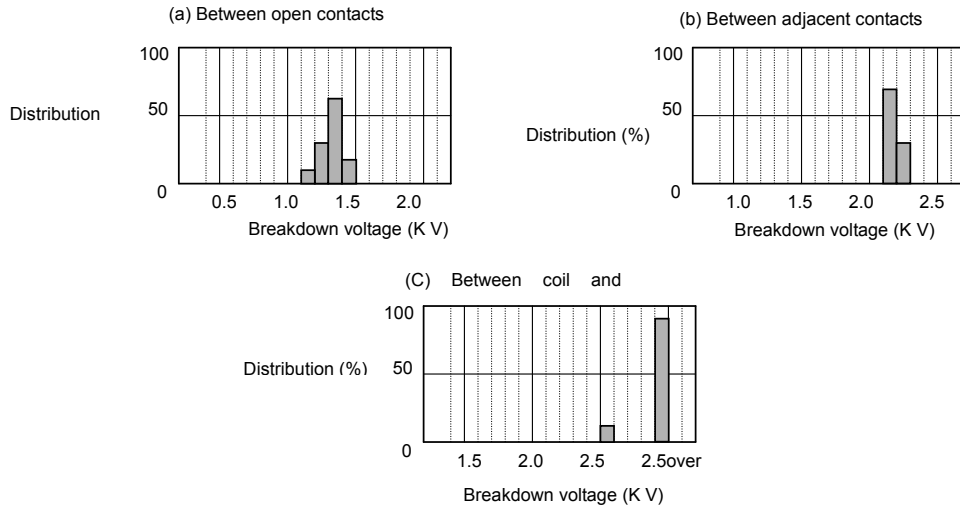 (a) Between open contacts
100
Distribution
50
0
0.5 1.0 1.5 2.0
Breakdown voltage (K V)
(b) Between adjacent contacts
100
50
Distribution (%)
0
1.0 1.5 2.0 2.5
Breakdown voltage (K V)
(C) Between coil and
100
50
Distribution (%)
0
1.5 2.0 2.5 2.5over
Breakdown voltage (K V)